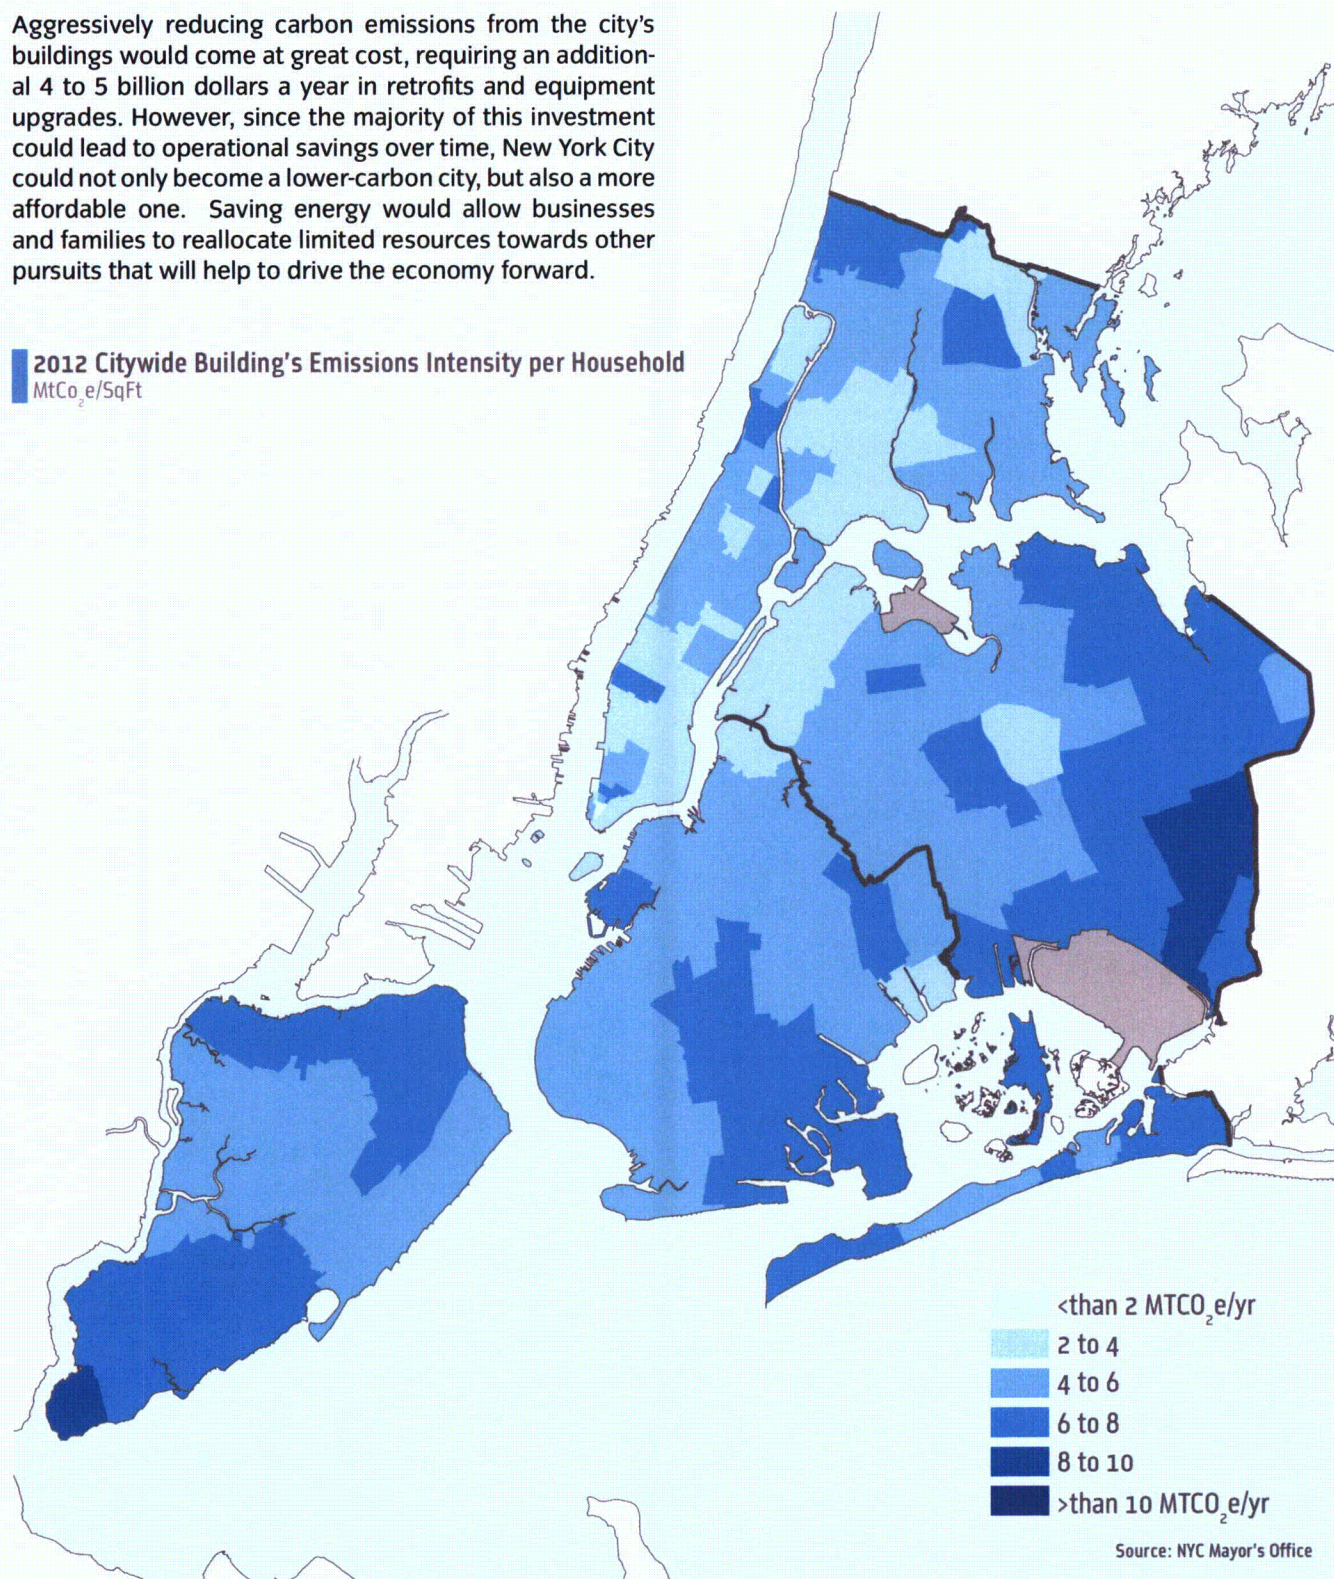 Aggressively reducing carbon emissions from the city's
buildings would come at great cost, requiring an addition-
al 4 to 5 billion dollars a year in retrofits and equipment
upgrades. However, since the majority of this investment
could lead to operational savings over time, New York City
could not only become a lower-carbon city, but also a more
affordable one. Saving energy would allow businesses
and families to reallocate limited resources towards other
pursuits that will help to drive the economy forward.
2012 Citywide Building's Emissions Intensity per Household
MtCo2e/SqFt
<than 2 MTCO2e/yr
2 to 4
4 to 6
6 to 8
8 to 10
>than 10 MTCO2e/yr
Source: NYC Mayor's Office